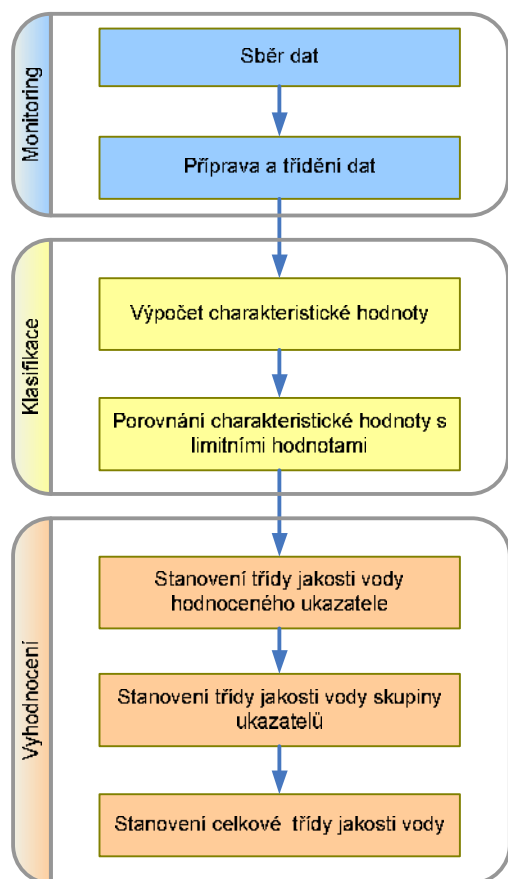 Monitoring
Sběr dat
Příprava a třídění dat
Klasifikace
Výpočet charakteristické hodnoty
Porovnání charakteristické hodnoty s
limitními hodnotami
Vyhodnocení
Stanovení třídy jakosti vody
hodnoceného ukazatele
Stanovení třídy jakosti vody skupiny
ukazatelů
Stanovení celkové třídy jakosti vody